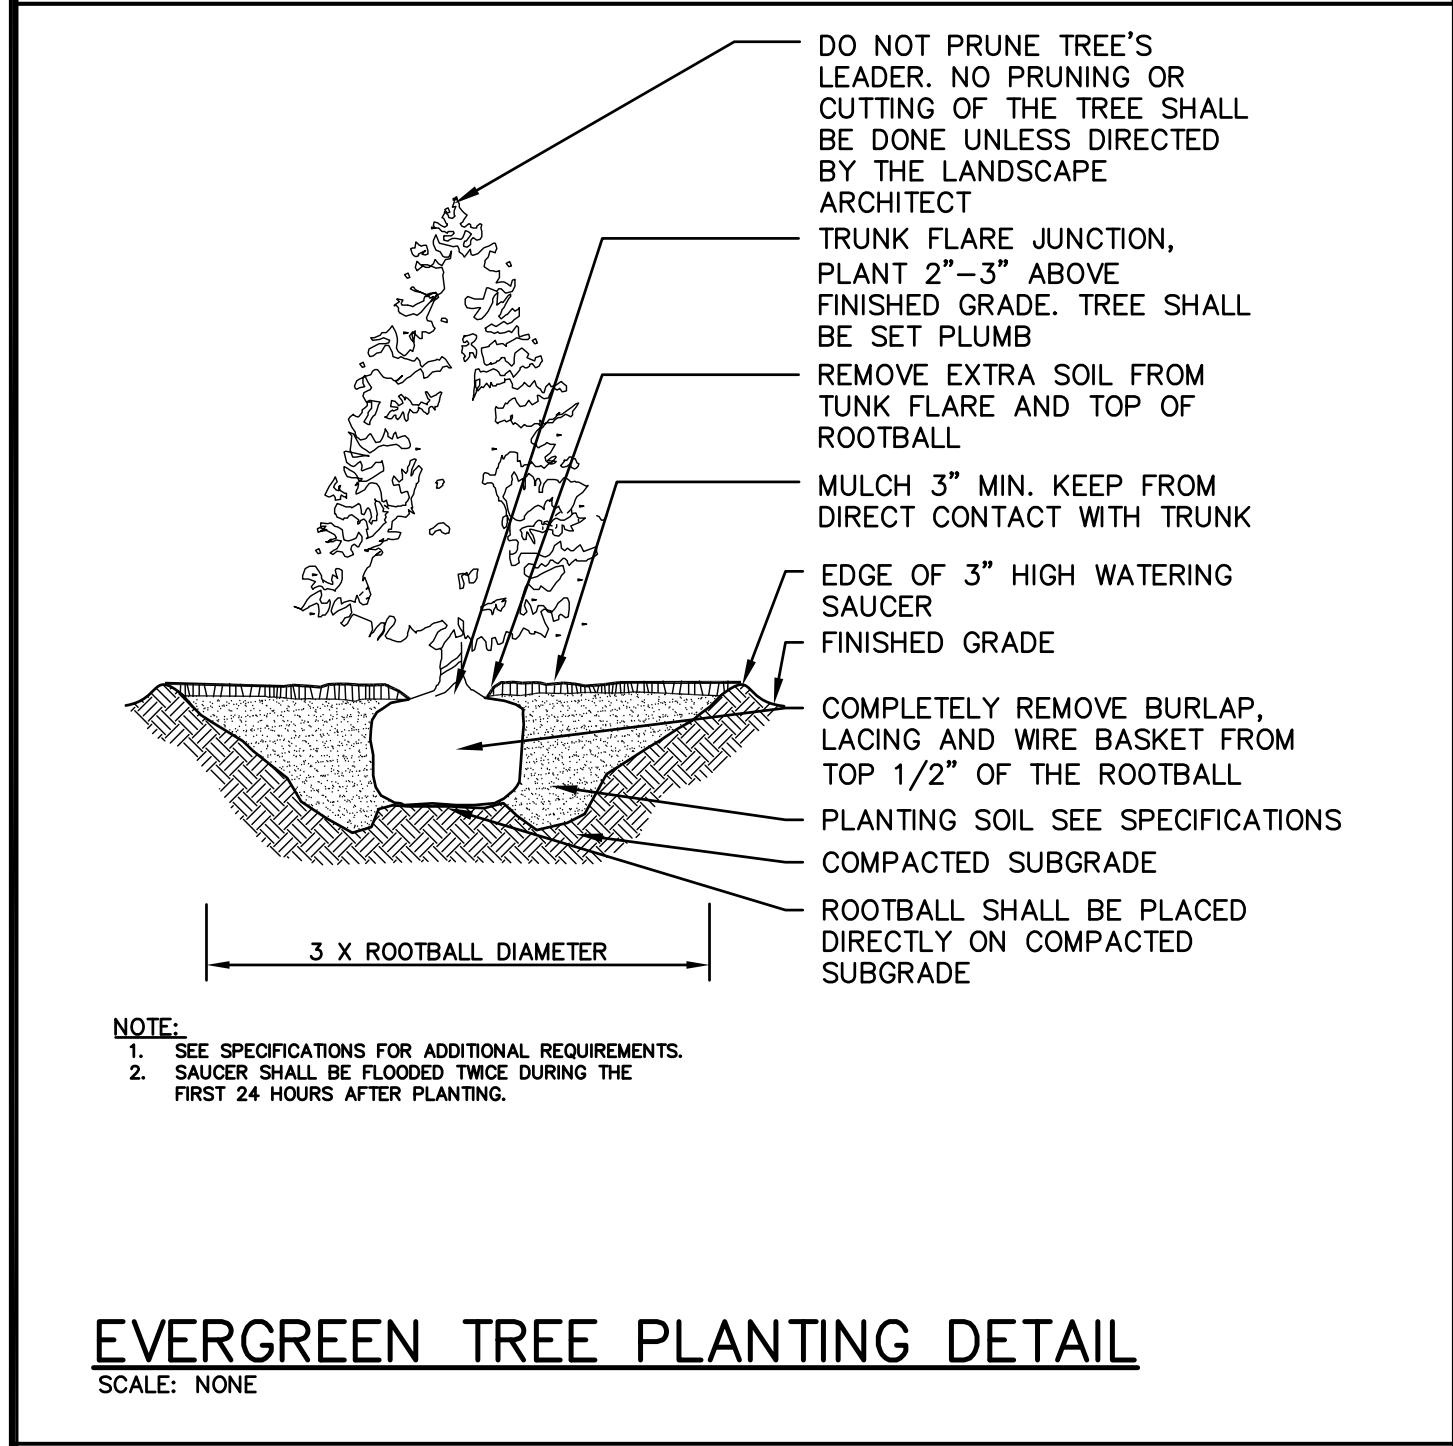 DO NOT PRUNE TREE'S
LEADER. NO PRUNING OR
CUTTING OF THE TREE SHALL
BE DONE UNLESS DIRECTED
BY THE LANDSCAPE
ARCHITECT
TRUNK FLARE JUNCTION,
PLANT 2"-3" ABOVE
FINISHED GRADE. TREE SHALL
BE SET PLUMB
REMOVE EXTRA SOIL FROM
TUNK FLARE AND TOP OF
ROOTBALL
MULCH 3" MIN. KEEP FROM
DIRECT CONTACT WITH TRUNK
EDGE OF 3" HIGH WATERING
SAUCER
FINISHED GRADE
COMPLETELY REMOVE BURLAP,
LACING AND WIRE BASKET FROM
TOP 1/2" OF THE ROOTBALL
PLANTING SOIL SEE SPECIFICATIONS
COMPACTED SUBGRADE
ROOTBALL SHALL BE PLACED
DIRECTLY ON COMPACTED
SUBGRADE
3 X ROOTBALL DIAMETER
NOTE:
1. SEE SPECIFICATIONS FOR ADDITIONAL REQUIREMENTS.
2. SAUCER SHALL BE FLOODED TWICE DURING THE
FIRST 24 HOURS AFTER PLANTING.
EVERGREEN TREE PLANTING DETAIL
SCALE: NONE